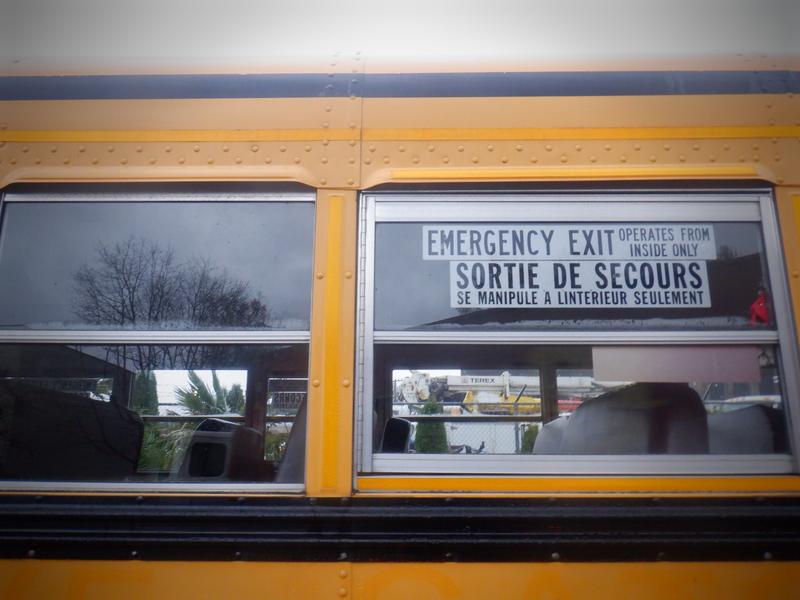 EMERGENCY EXIT OPERATES FROM
INSIDE ONLY
SORTIE DE SECOURS
SE MANIPULE A LINTERIEUR SEULEMENT
TEREX